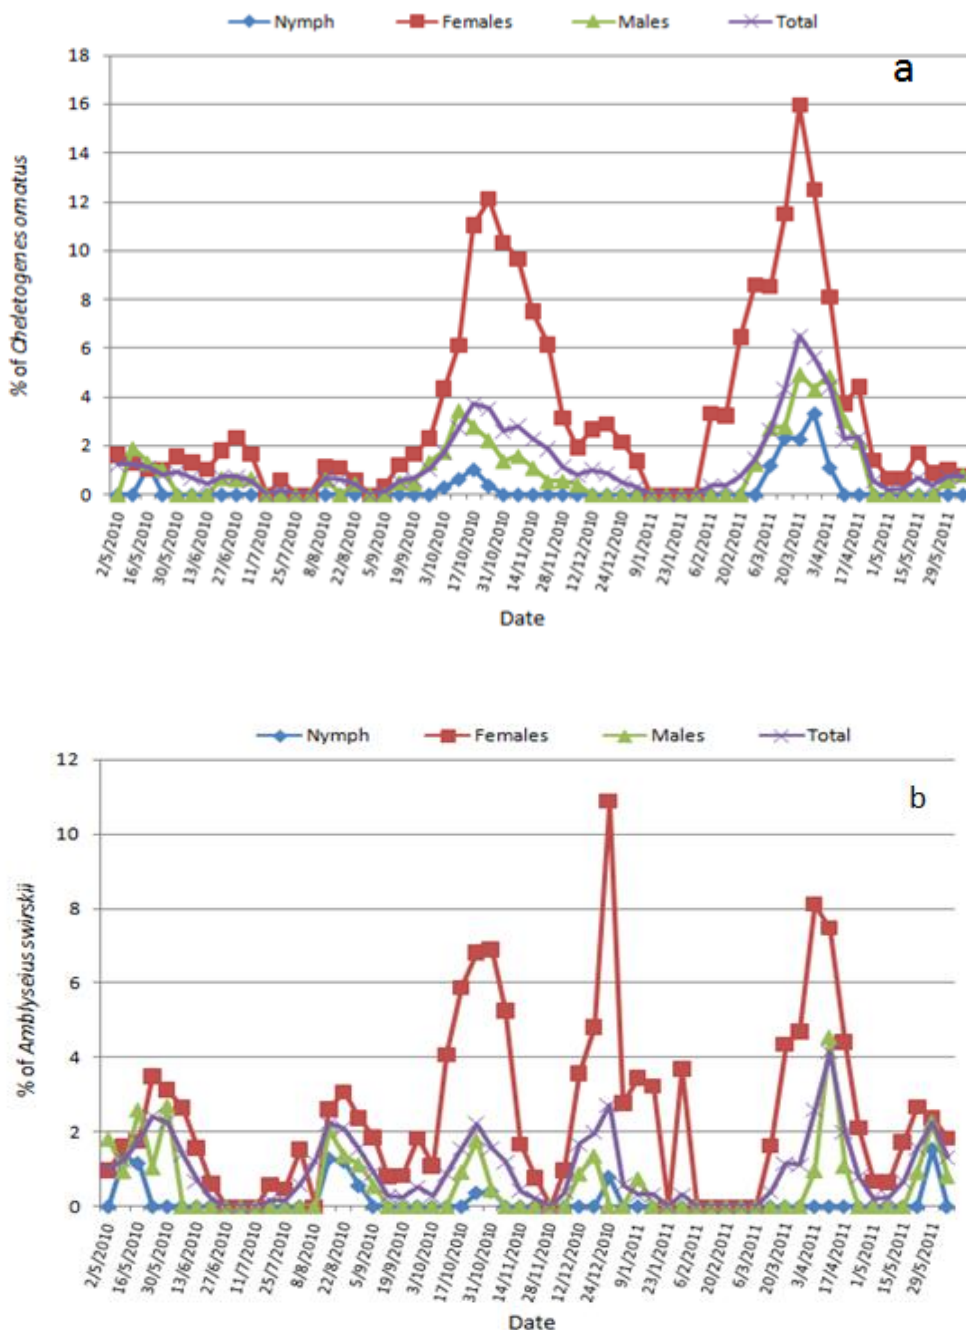 Nymph Females Males Total
a
18
16
14
12
10
8
6
4
2
0
% of Cheletogenes ornatus
2/5/2010 16/5/2010 30/5/2010 13/6/2010 27/6/2010 11/7/2010 25/7/2010 8/8/2010 22/8/2010 5/9/2010 19/9/2010 3/10/2010 17/10/2010 31/10/2010 14/11/2010 28/11/2010 12/12/2010 24/12/2010 9/1/2011 23/1/2011 6/2/2011 20/2/2011 6/3/2011 20/3/2011 3/4/2011 17/4/2011 1/5/2011 15/5/2011 29/5/2011
Date
Nymph Females Males Total
b
12
10
8
6
4
2
0
% of Amblyseius swirskii
2/5/2010 16/5/2010 30/5/2010 13/6/2010 27/6/2010 11/7/2010 25/7/2010 8/8/2010 22/8/2010 5/9/2010 19/9/2010 3/10/2010 17/10/2010 31/10/2010 14/11/2010 28/11/2010 12/12/2010 24/12/2010 9/1/2011 23/1/2011 6/2/2011 20/2/2011 6/3/2011 20/3/2011 3/4/2011 17/4/2011 1/5/2011 15/5/2011 29/5/2011
Date